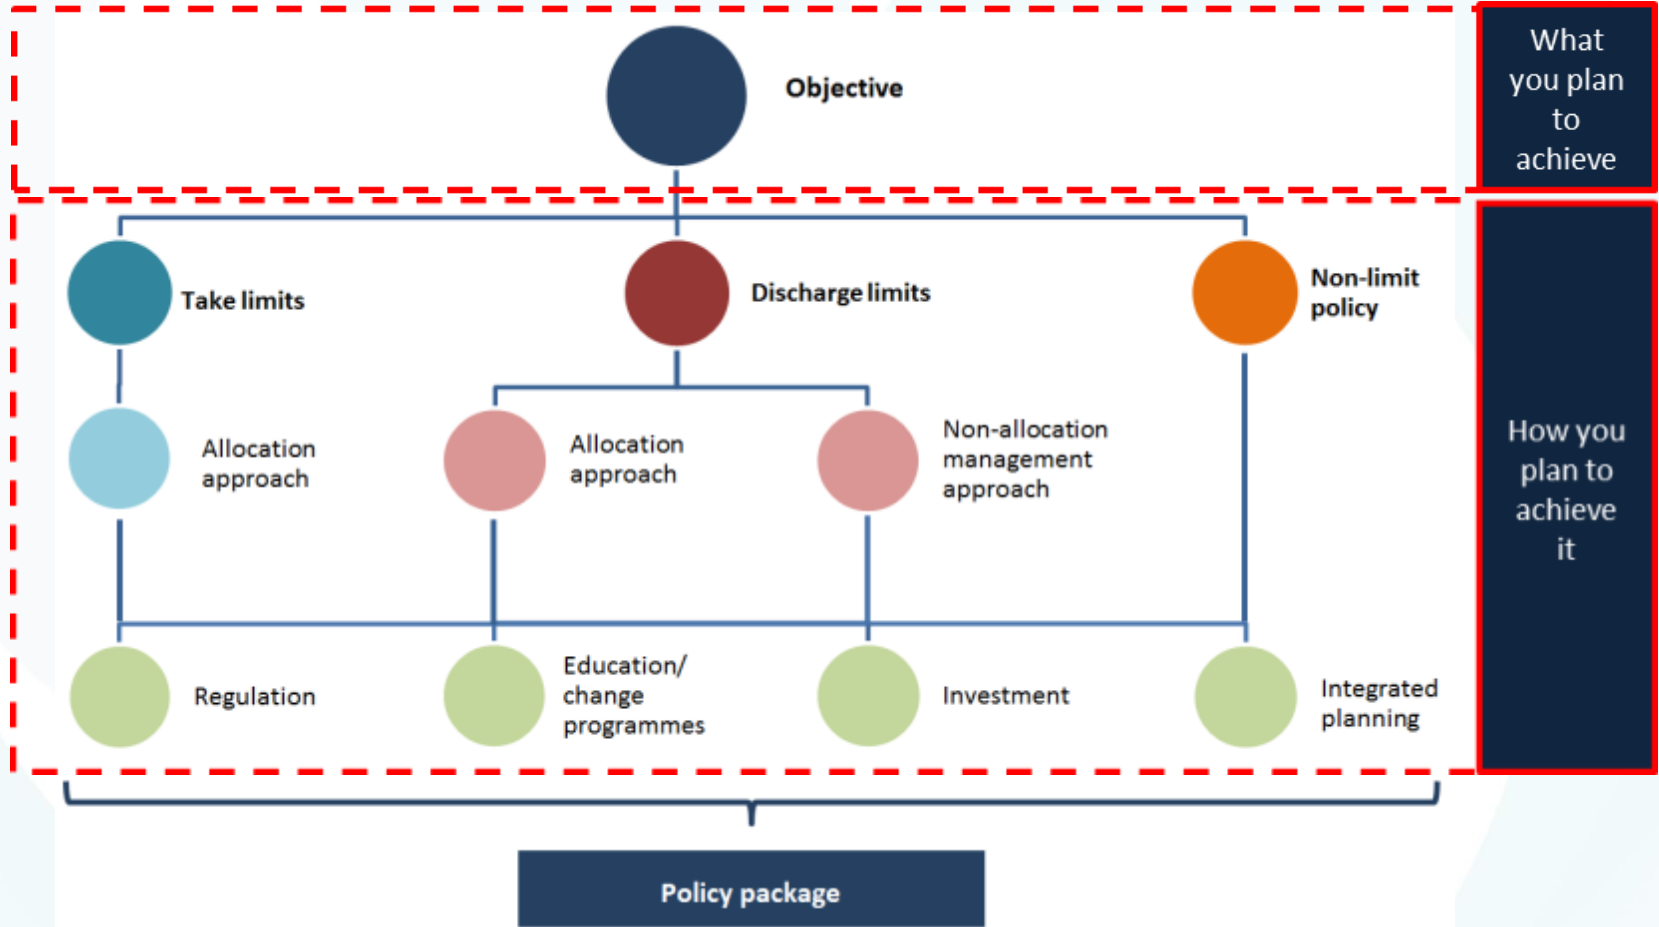 What
you plan
to
achieve
Objective
How you
plan to
achieve
it
Take limits
Discharge limits
Non-limit
policy
Allocation
approach
Allocation
approach
Non-allocation
management
approach
Regulation
Education/
change
programmes
Investment
Integrated
planning
Policy package